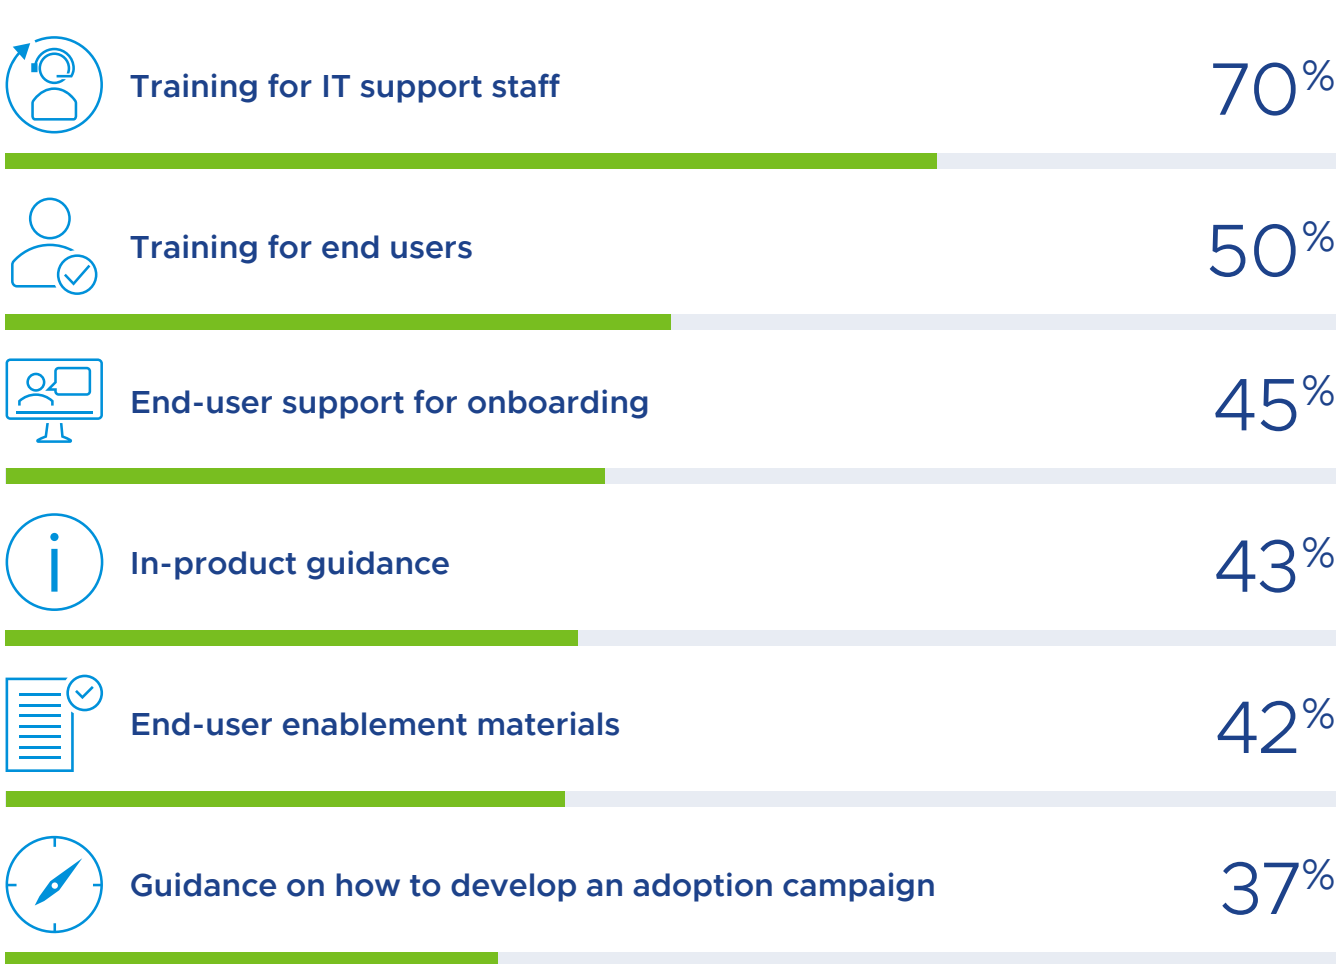 Training for IT support staff 70%
Training for end users 50%
End-user support for onboarding 45%
In-product guidance 43%
End-user enablement materials 42%
Guidance on how to develop an adoption campaign 37%